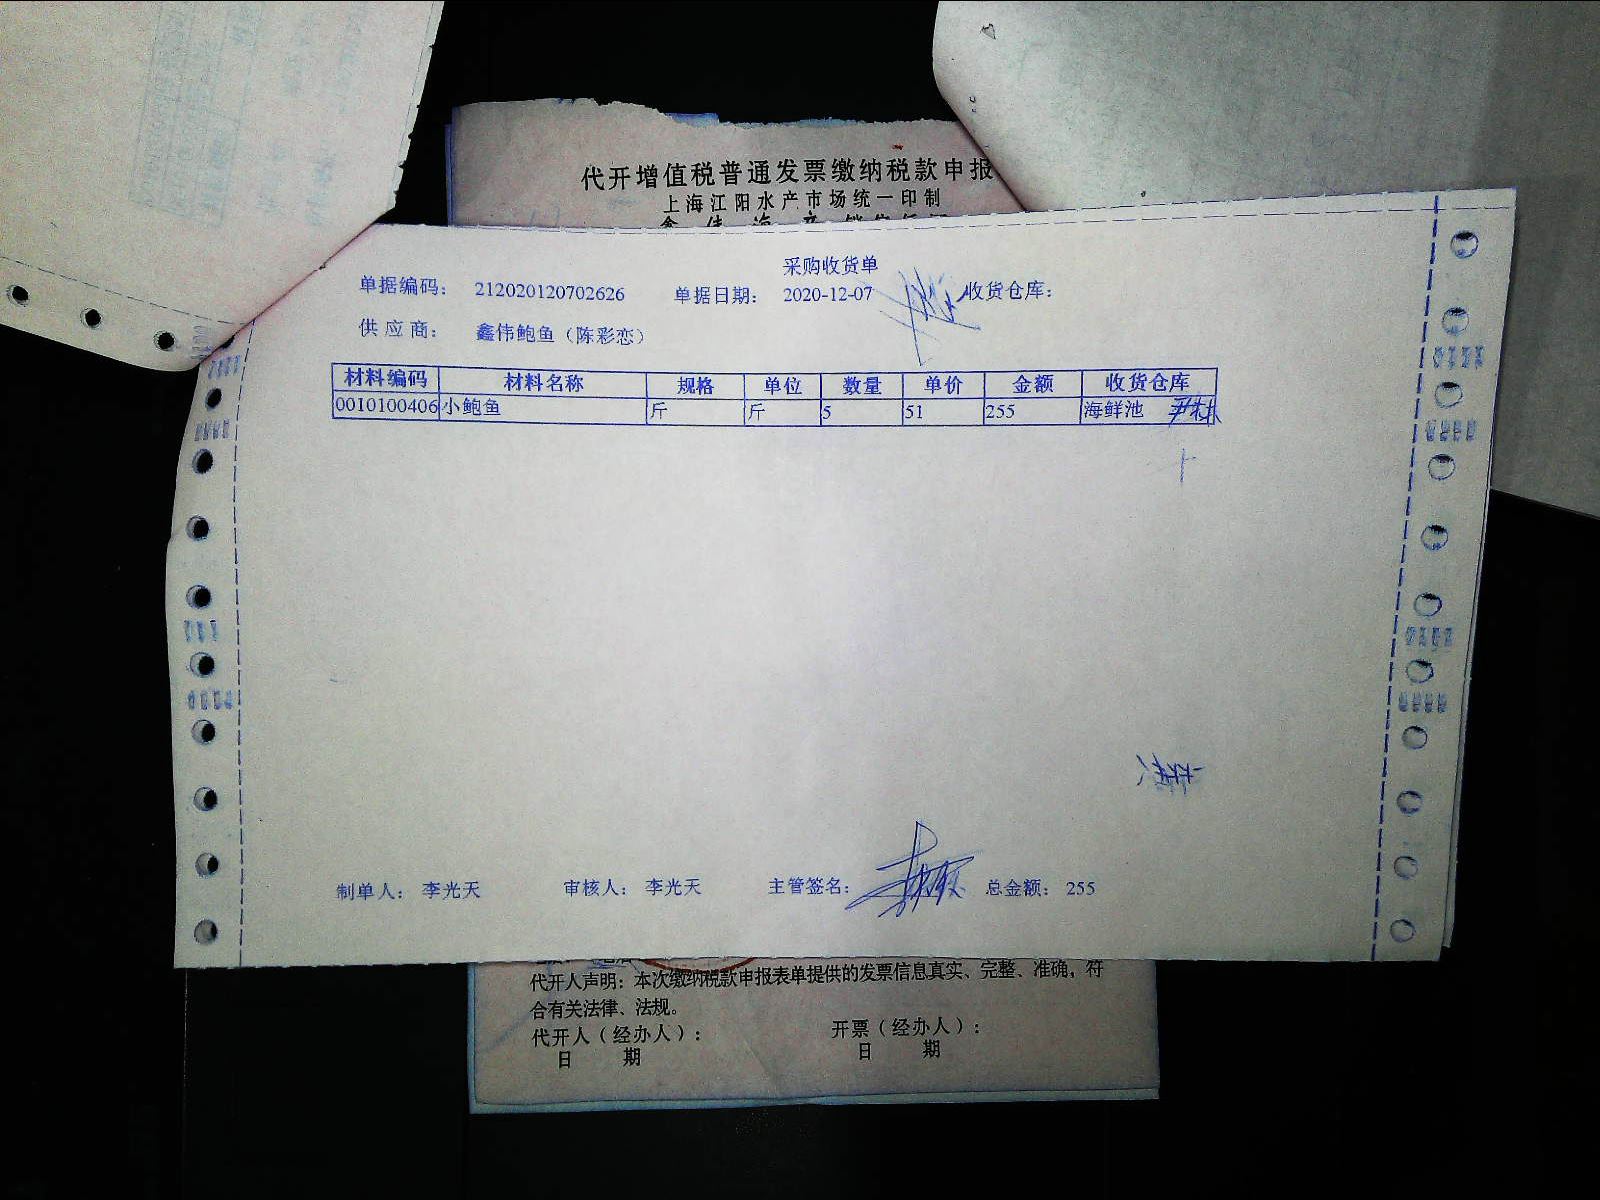 代开增值税普通发票缴纳税款申报
上海江阳水产市场统一印制
采购收货单
单据编码： 212020120702626 单据日期： 2020-12-07 收货仓库：
供应商： 鑫伟鲍鱼（陈彩恋）
材料编码 材料名称 规格 单位 数量 单价 金额 收货仓库
0010100406 小鲍鱼 斤 斤 5 51 255 海鲜池
制单人： 李光天 审核人： 李光天 主管签名： 总金额： 255
代开人声明：本次缴纳税款申报表单提供的发票信息真实、完整、准确，符
合有关法律、法规。
代开人（经办人）： 开票（经办人）：
日 期 日 期